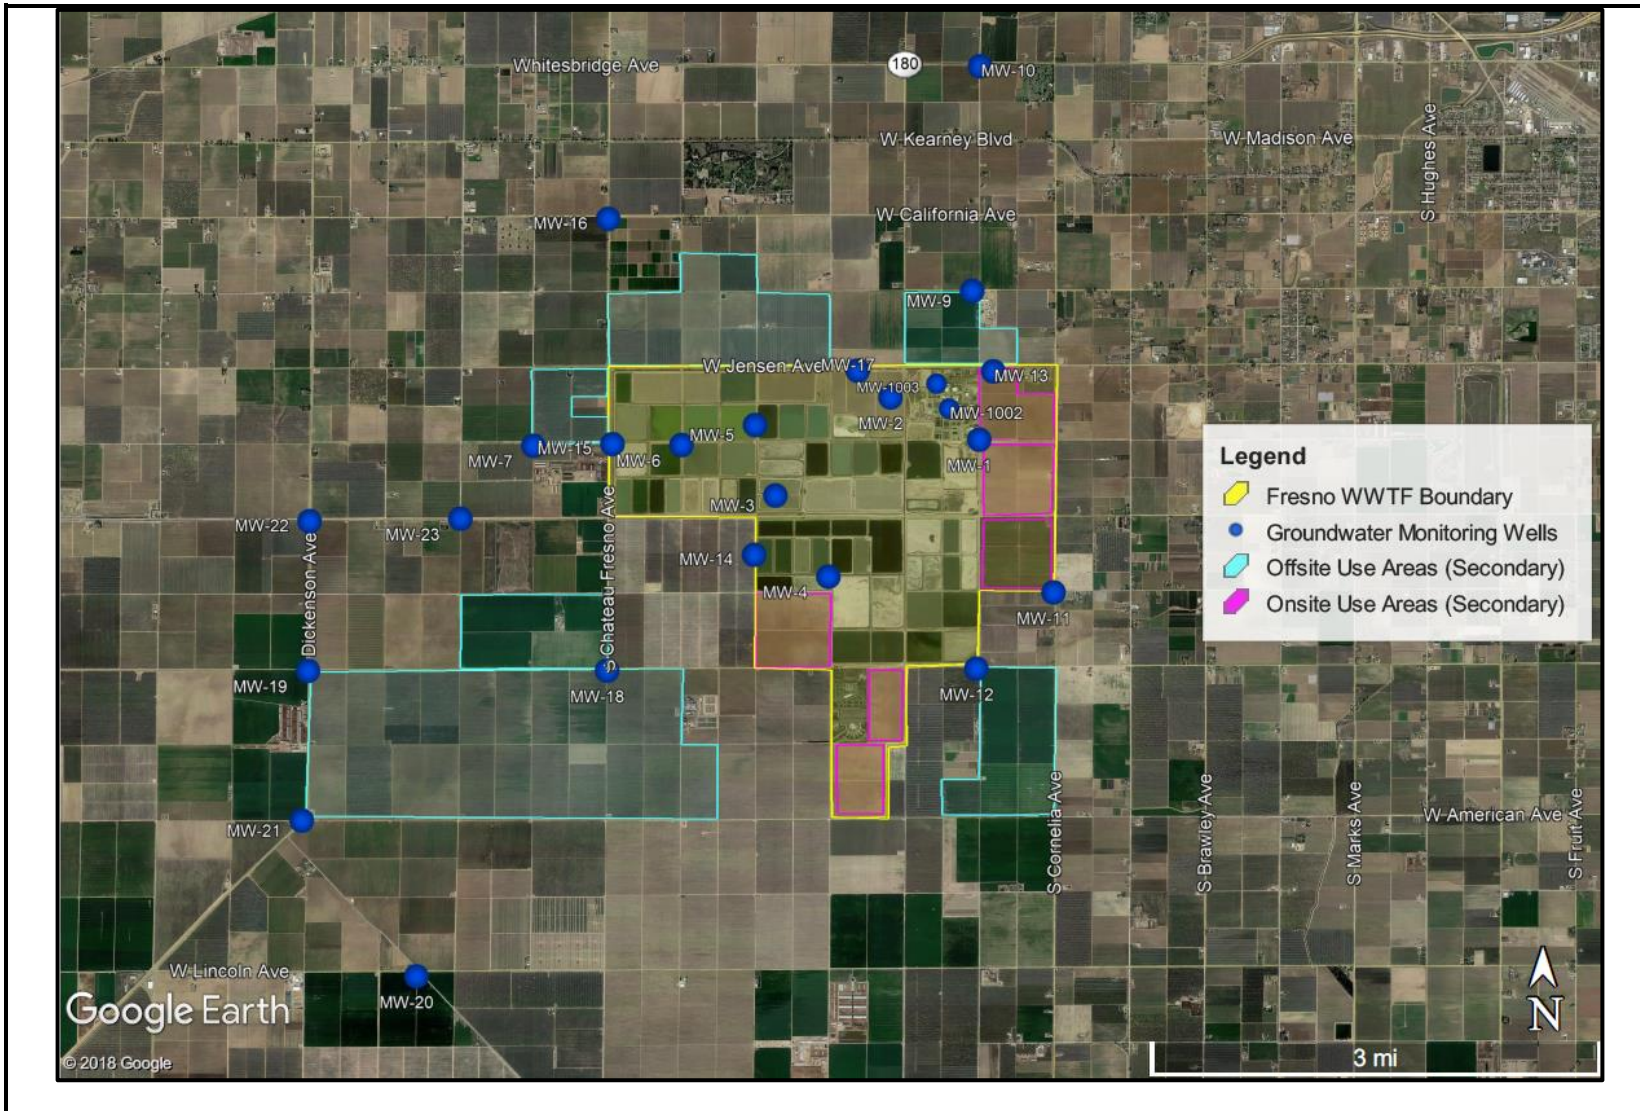 Whitesbridge Ave
180
MW-10
W Kearney Blvd
W Madison Ave
S Hughes Ave
MW-16
W California Ave
MW-9
W Jensen Ave
MW-17
MW-13
MW-1003
MW-2
MW-1002
MW-5
MW-7
MW-15
MW-6
MW-1
Legend
Fresno WWTF Boundary
Groundwater Monitoring Wells
Offsite Use Areas (Secondary)
Onsite Use Areas (Secondary)
MW-3
MW-22
MW-23
MW-14
MW-4
MW-11
Dickenson Ave
S Chateau Fresno Ave
MW-19
MW-18
MW-12
MW-21
S Cornelia Ave
S Brawley Ave
S Marks Ave
W American Ave
S Fruit Ave
W Lincoln Ave
MW-20
Google Earth
N
© 2018 Google
3 mi